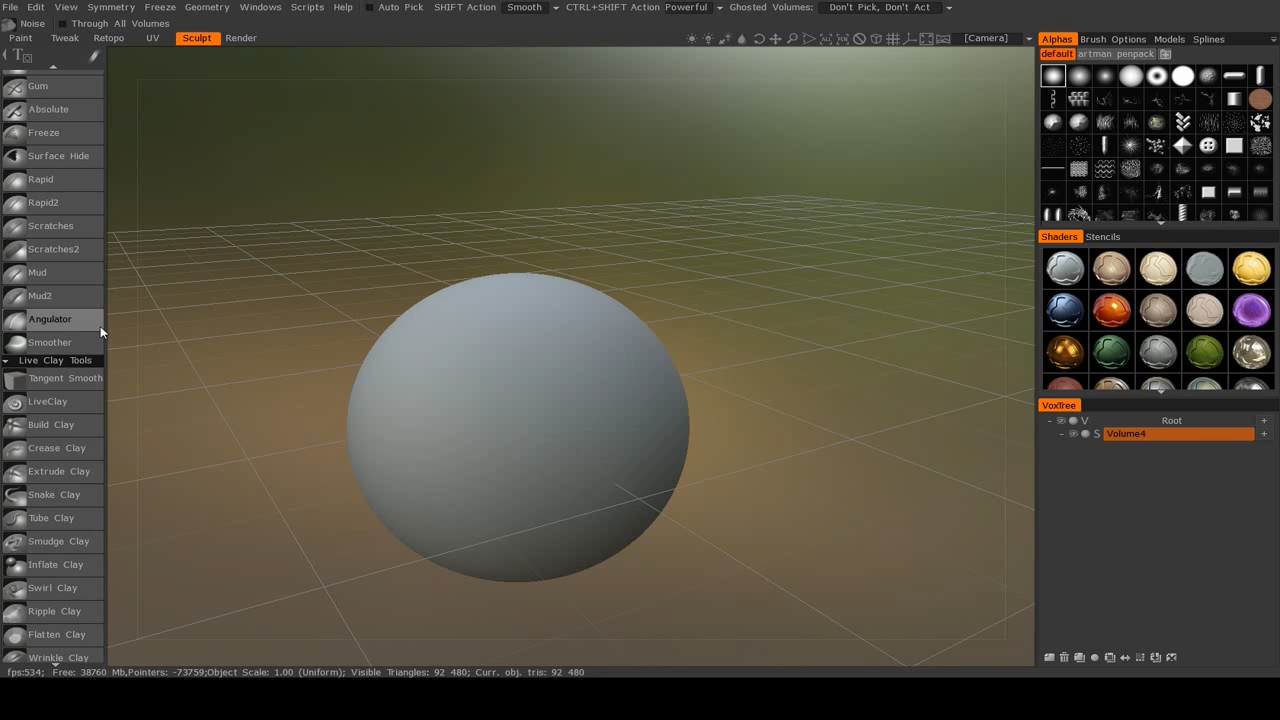 File Edit View Symmetry Freeze Geometry Windows Scripts Help Auto Pick SHIFT Action Smooth CTRL+SHIFT Action Powerful Ghosted Volumes: Don't Pick, Don't Act
Noise Through All Volumes
Paint Tweak Retopo UV Sculpt Render [Camera] Alphas Brush Options Models Splines
default artman penpack
Gum
Absolute
Freeze
Surface Hide
Rapid
Rapid2
Scratches
Scratches2
Mud
Mud2
Angulator
Smoother
Live Clay Tools
Tangent Smooth
LiveClay
Build Clay
Crease Clay
Extrude Clay
Snake Clay
Tube Clay
Smudge Clay
Inflate Clay
Swirl Clay
Ripple Clay
Flatten Clay
Wrinkle Clay
Shaders Stencils
VoxTree
V Root +
S Volume4 +
fps:534; Free: 38760 Mb,Pointers: -73759;Object Scale: 1.00 (Uniform); Visible Triangles: 92 480; Curr. obj. tris: 92 480